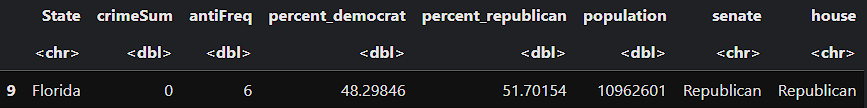 State crimeSum antiFreq percent_democrat percent_republican population senate house
<chr> <dbl> <dbl> <dbl> <dbl> <dbl> <chr> <chr>
9 Florida 0 6 48.29846 51.70154 10962601 Republican Republican